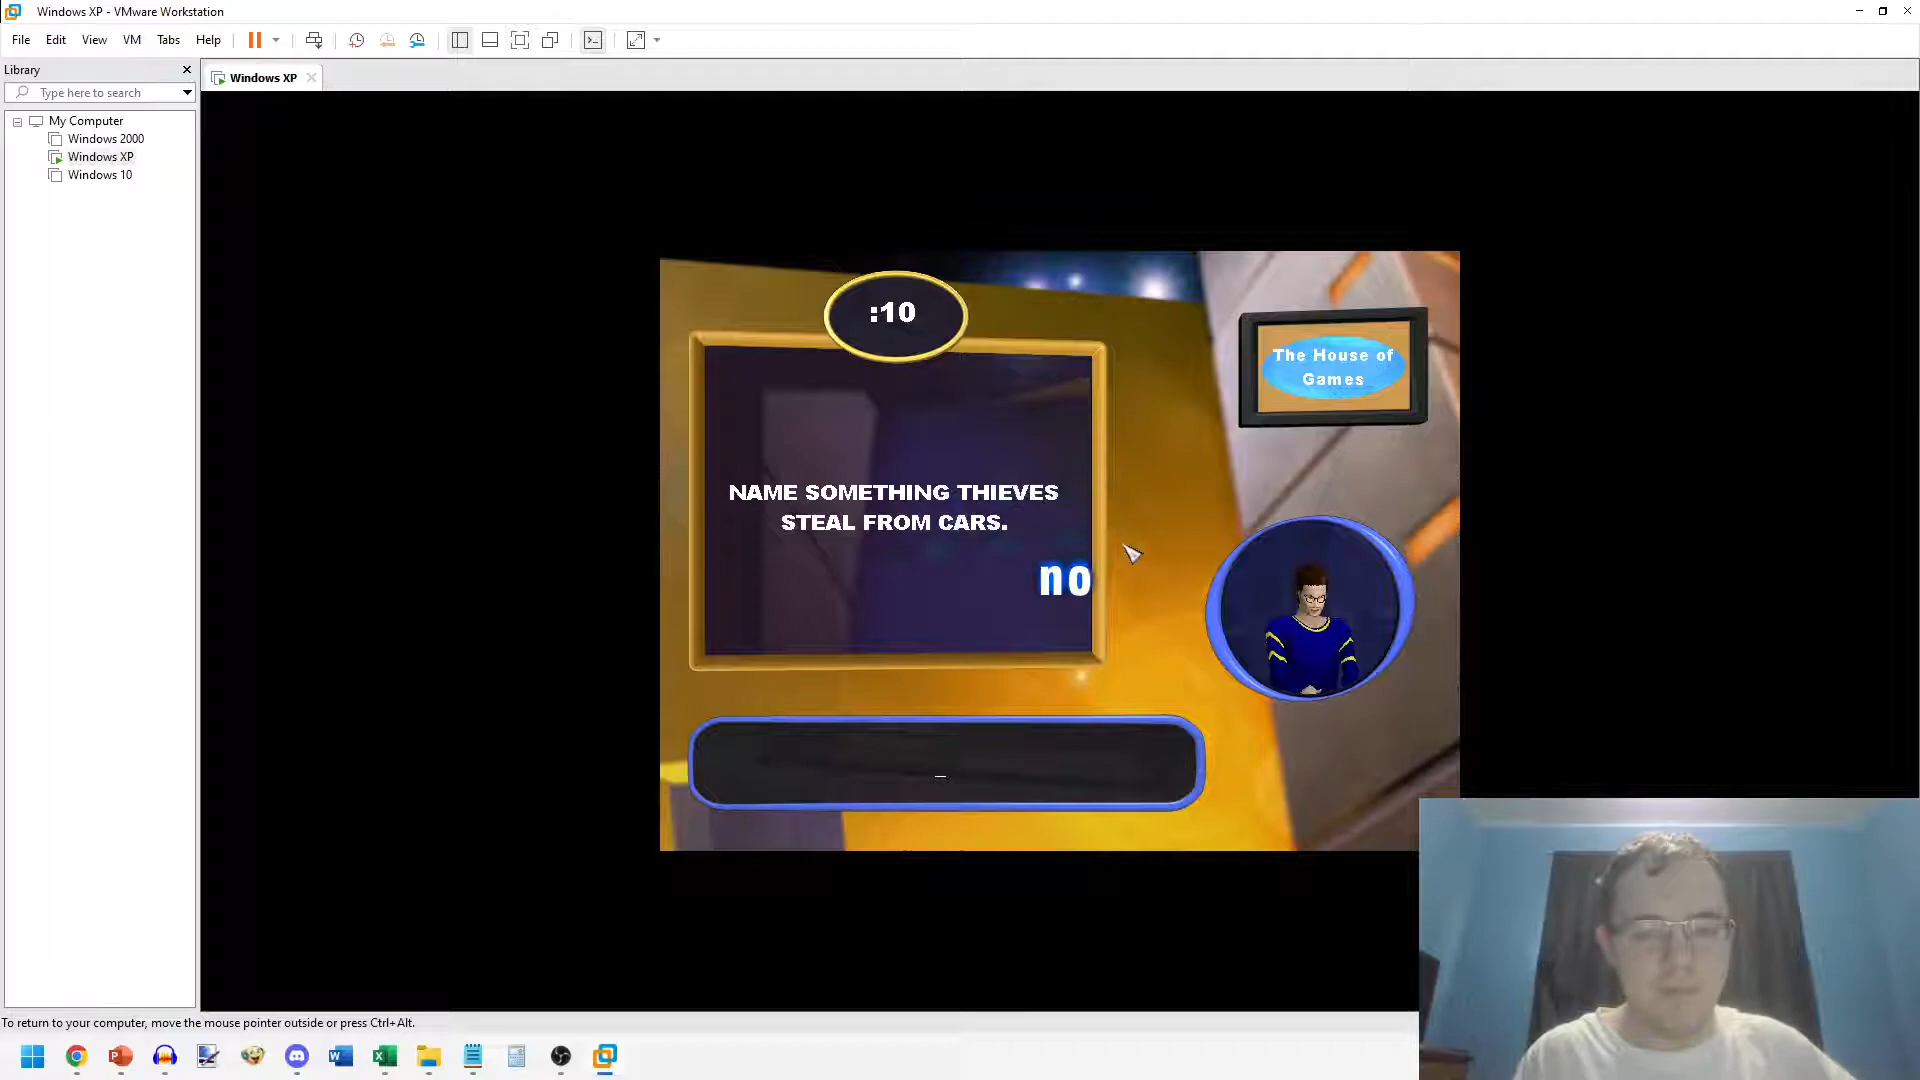 Windows XP - VMware Workstation
File Edit View VM Tabs Help
Library
Type here to search
My Computer
Windows 2000
Windows XP
Windows 10
Windows XP
:10
NAME SOMETHING THIEVES
STEAL FROM CARS.
no
The House of
Games
To return to your computer, move the mouse pointer outside or press Ctrl+Alt.